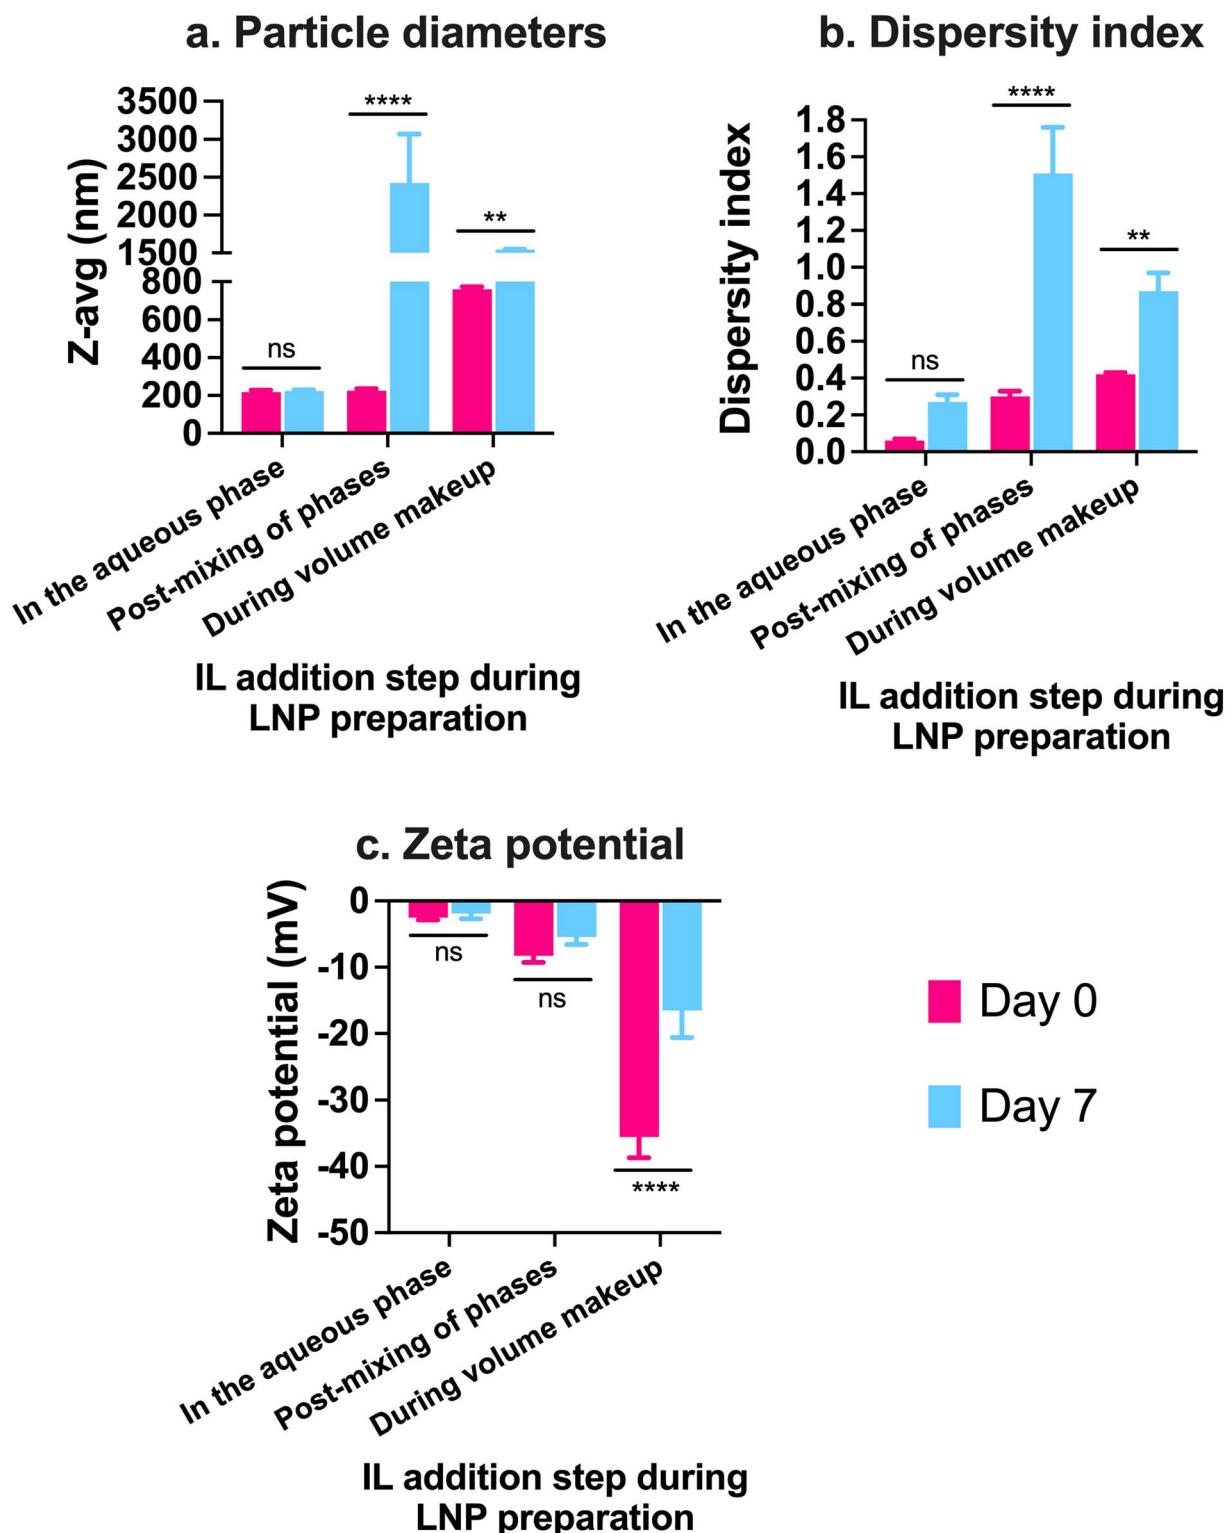 a. Particle diameters
Z-avg (nm)
3500
3000
2500
2000
1500
800
600
400
200
0
****
**
ns
In the aqueous phase
Post-mixing of phases
During volume makeup
IL addition step during
LNP preparation
b. Dispersity index
Dispersity index
1.8
1.6
1.4
1.2
1.0
0.8
0.6
0.4
0.2
0.0
****
**
ns
In the aqueous phase
Post-mixing of phases
During volume makeup
IL addition step during
LNP preparation
c. Zeta potential
Zeta potential (mV)
0
-10
-20
-30
-40
-50
ns
ns
****
In the aqueous phase
Post-mixing of phases
During volume makeup
IL addition step during
LNP preparation
Day 0
Day 7